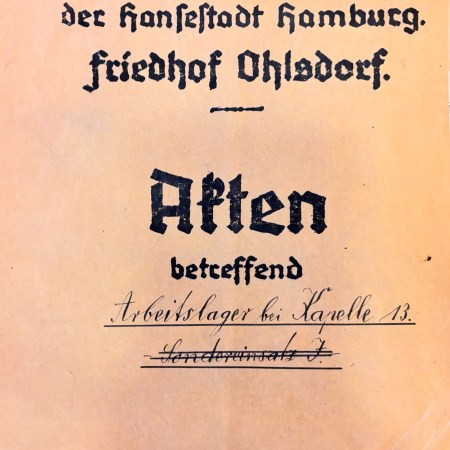 der Hansestadt Hamburg.
Friedhof Ohlsdorf.
Akten
betreffend
Arbeitslager bei Kapelle 13.
Sondereinsatz J.